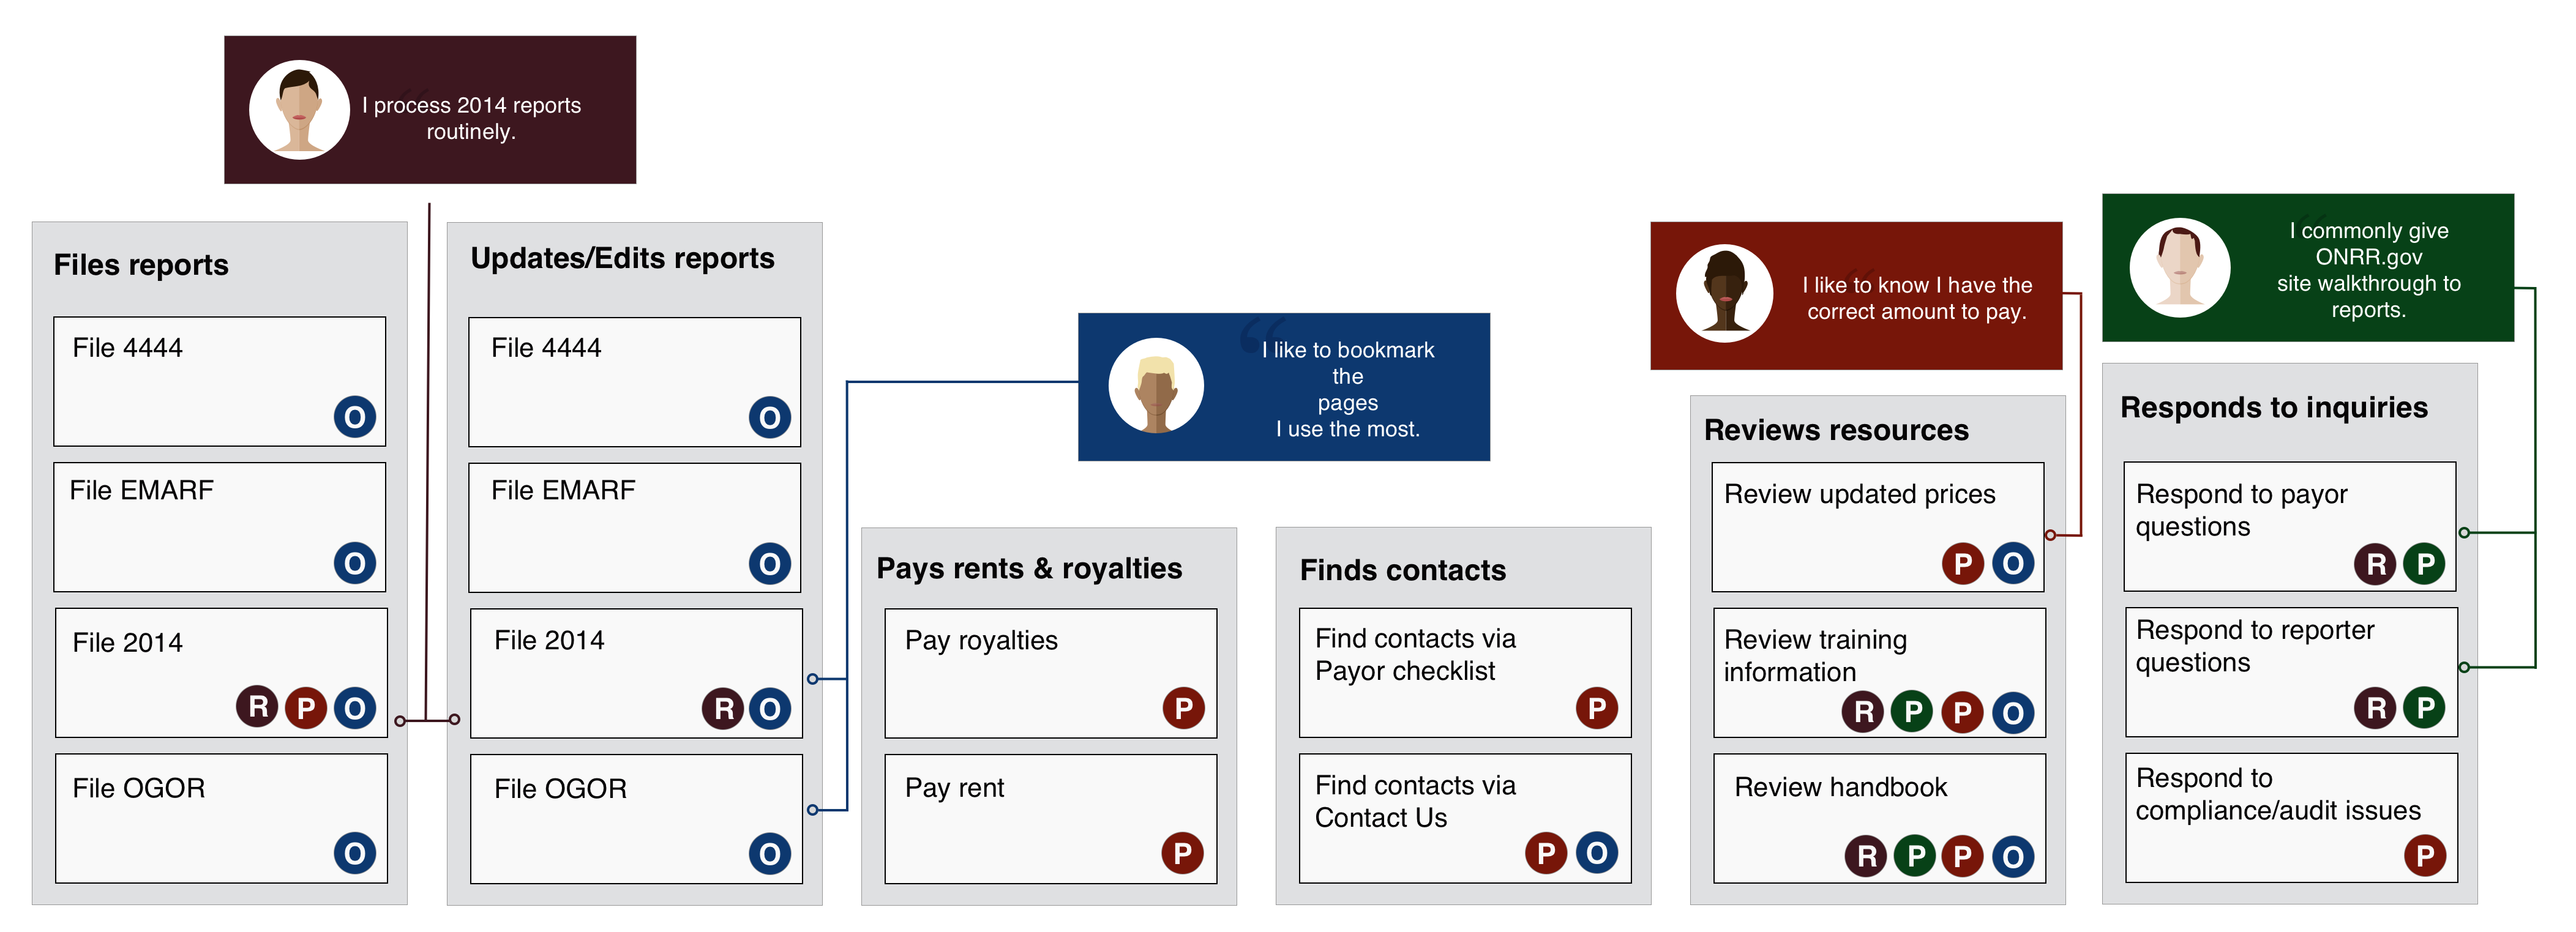 “
I process 2014 reports
routinely.
Files reports
File 4444
O
File EMARF
O
File 2014
R P O
File OGOR
O
Updates/Edits reports
File 4444
O
File EMARF
O
File 2014
R O
File OGOR
O
“
I like to bookmark
the
pages
I use the most.
Pays rents & royalties
Pay royalties
P
Pay rent
P
Finds contacts
Find contacts via
Payor checklist
P
Find contacts via
Contact Us
P O
“
I like to know I have the
correct amount to pay.
Reviews resources
Review updated prices
P O
Review training
information
R P P O
Review handbook
R P P O
“
I commonly give
ONRR.gov
site walkthrough to
reports.
Responds to inquiries
Respond to payor
questions
R P
Respond to reporter
questions
R P
Respond to
compliance/audit issues
P